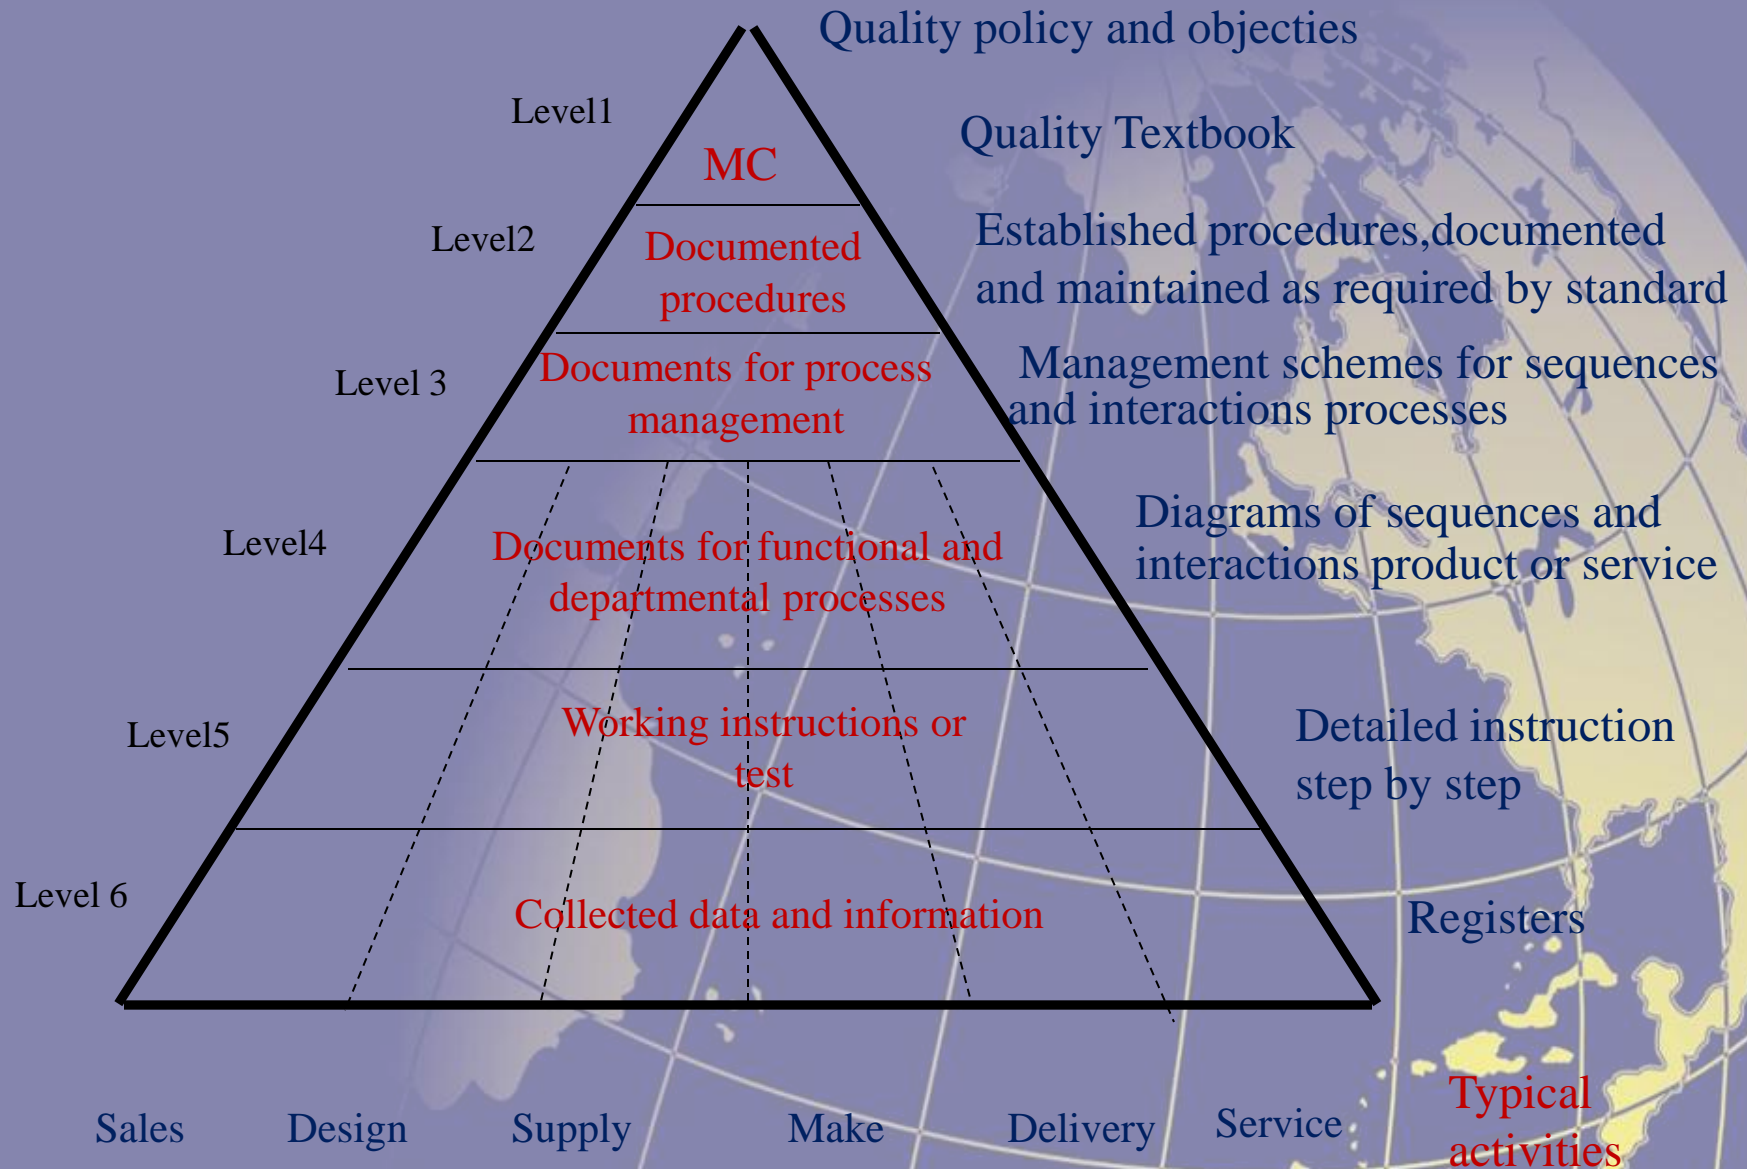 Quality policy and objecties
Level1
Quality Textbook
MC
Level2
Documented
procedures
Established procedures,documented
and maintained as required by standard
Level 3
Documents for process
management
Management schemes for sequences
and interactions processes
Level4
Documents for functional and
departmental processes
Diagrams of sequences and
interactions product or service
Level5
Working instructions or
test
Detailed instruction
step by step
Level 6
Collected data and information
Registers
Sales Design Supply Make Delivery Service
Typical
activities